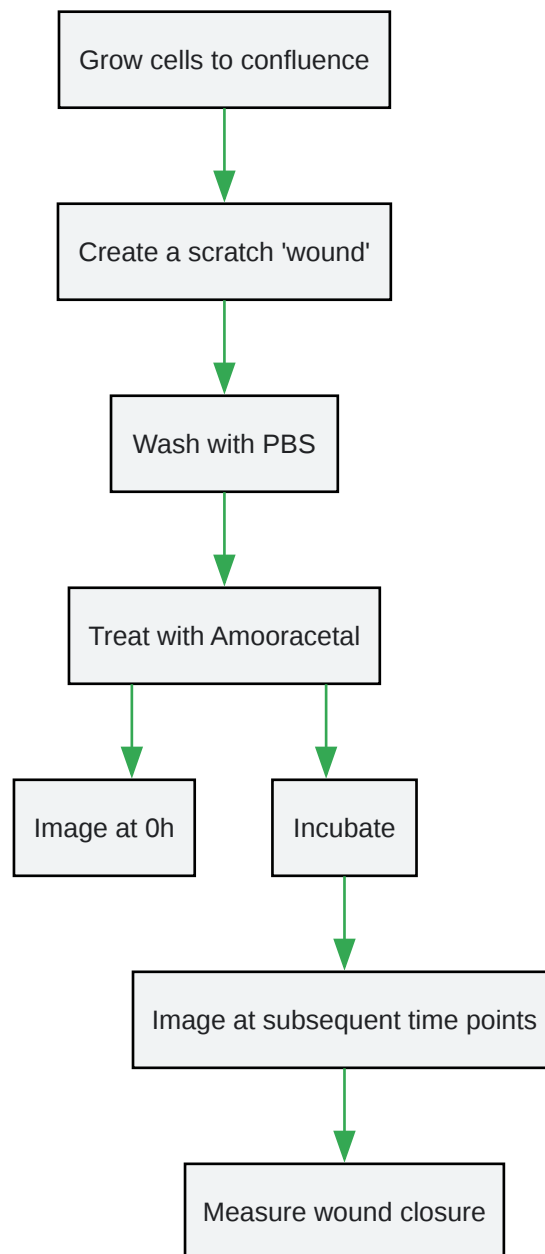 Grow cells to confluence
Create a scratch 'wound'
Wash with PBS
Treat with Amooracetal
Image at 0h
Incubate
Image at subsequent time points
Measure wound closure